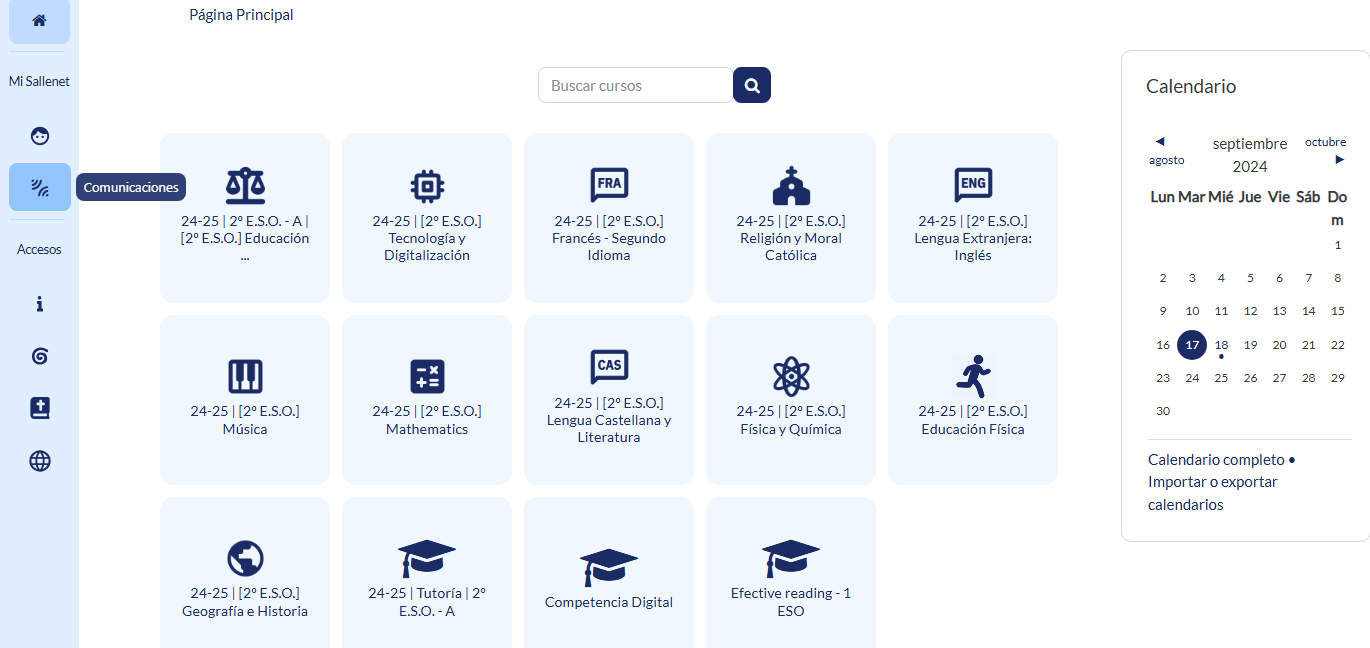 Página Principal
Mi Sallenet
Comunicaciones
Accesos
Buscar cursos
24-25 | 2º E.S.O. - A |
[2º E.S.O.] Educación
...
24-25 | [2º E.S.O.]
Tecnología y
Digitalización
FRA
24-25 | [2º E.S.O.]
Francés - Segundo
Idioma
24-25 | [2º E.S.O.]
Religión y Moral
Católica
ENG
24-25 | [2º E.S.O.]
Lengua Extranjera:
Inglés
24-25 | [2º E.S.O.]
Música
24-25 | [2º E.S.O.]
Mathematics
CAS
24-25 | [2º E.S.O.]
Lengua Castellana y
Literatura
24-25 | [2º E.S.O.]
Física y Química
24-25 | [2º E.S.O.]
Educación Física
24-25 | [2º E.S.O.]
Geografía e Historia
24-25 | Tutoría | 2º
E.S.O. - A
Competencia Digital
Efective reading - 1
ESO
Calendario
◀ agosto
septiembre
2024
octubre ▶
Lun Mar Mié Jue Vie Sáb Do
m
1
2 3 4 5 6 7 8
9 10 11 12 13 14 15
16 17 18 19 20 21 22
23 24 25 26 27 28 29
30
Calendario completo •
Importar o exportar
calendarios